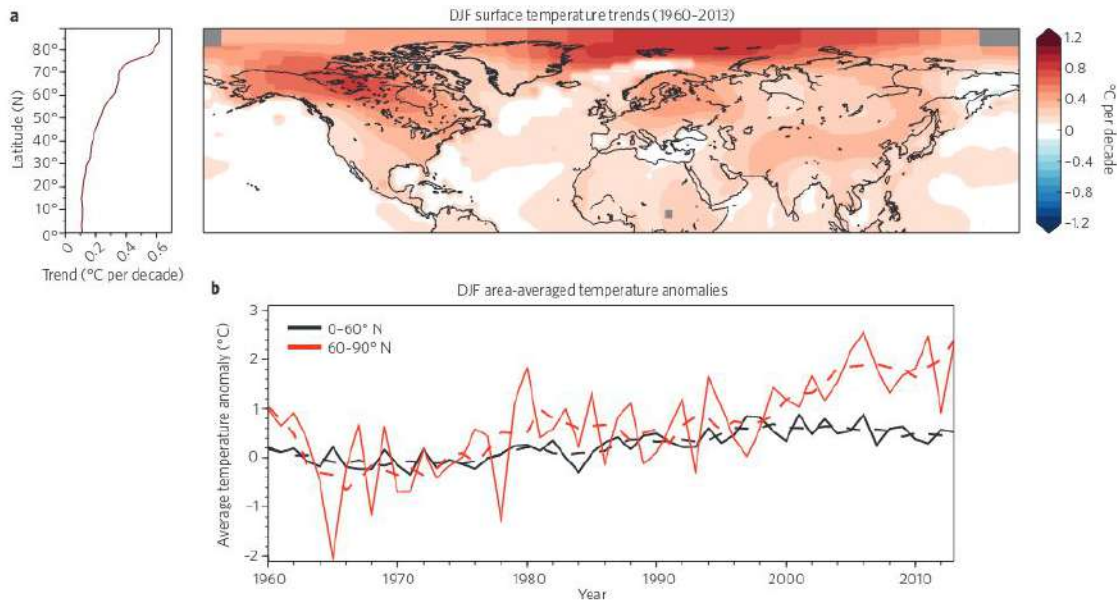 a
DJF surface temperature trends (1960–2013)
80°
70°
60°
50°
40°
30°
20°
10°
0°
Latitude (N)
0 0.2 0.4 0.6
Trend (°C per decade)
1.2
0.8
0.4
0
−0.4
−0.8
−1.2
°C per decade
b
DJF area-averaged temperature anomalies
3
2
1
0
−1
−2
Average temperature anomaly (°C)
0–60° N
60–90° N
1960 1970 1980 1990 2000 2010
Year